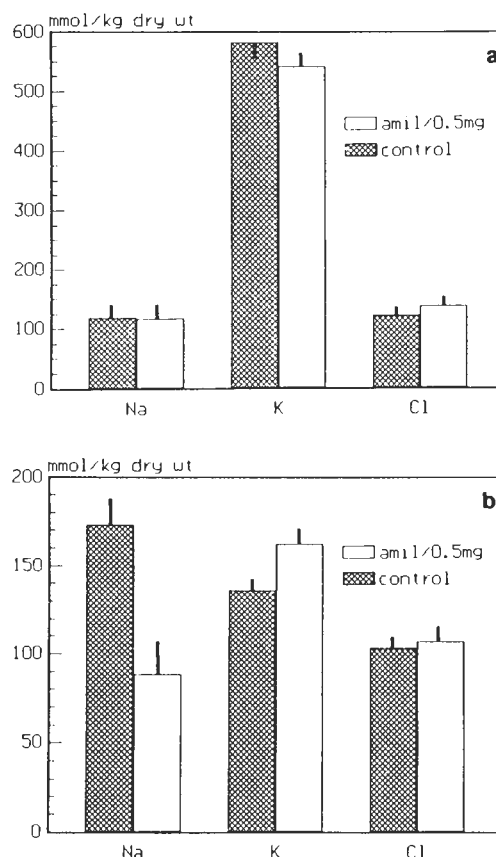 mmol/kg dry wt
a
600
500
400
300
200
100
0
amil/0.5mg
control
Na K Cl
mmol/kg dry wt
b
200
150
100
50
0
amil/0.5mg
control
Na K Cl